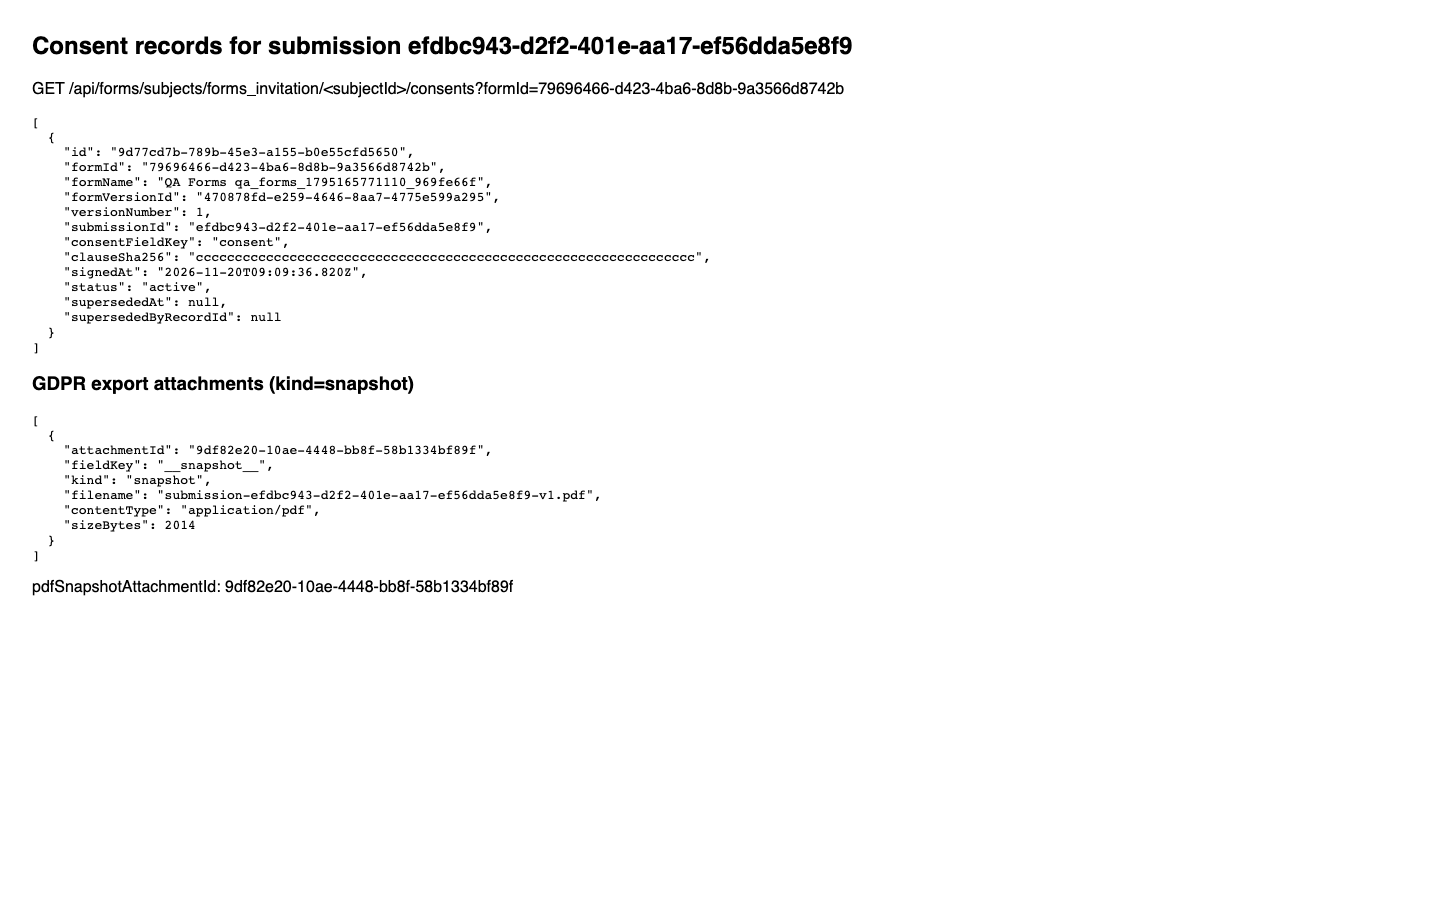 Consent records for submission efdbc943-d2f2-401e-aa17-ef56dda5e8f9
GET /api/forms/subjects/forms_invitation/<subjectId>/consents?formId=79696466-d423-4ba6-8d8b-9a3566d8742b
[
  {
    "id": "9d77cd7b-789b-45e3-a155-b0e55cfd5650",
    "formId": "79696466-d423-4ba6-8d8b-9a3566d8742b",
    "formName": "QA Forms qa_forms_1795165771110_969fe66f",
    "formVersionId": "470878fd-e259-4646-8aa7-4775e599a295",
    "versionNumber": 1,
    "submissionId": "efdbc943-d2f2-401e-aa17-ef56dda5e8f9",
    "consentFieldKey": "consent",
    "clauseSha256": "cccccccccccccccccccccccccccccccccccccccccccccccccccccccccccccccc",
    "signedAt": "2026-11-20T09:09:36.820Z",
    "status": "active",
    "supersededAt": null,
    "supersededByRecordId": null
  }
]
GDPR export attachments (kind=snapshot)
[
  {
    "attachmentId": "9df82e20-10ae-4448-bb8f-58b1334bf89f",
    "fieldKey": "__snapshot__",
    "kind": "snapshot",
    "filename": "submission-efdbc943-d2f2-401e-aa17-ef56dda5e8f9-v1.pdf",
    "contentType": "application/pdf",
    "sizeBytes": 2014
  }
]
pdfSnapshotAttachmentId: 9df82e20-10ae-4448-bb8f-58b1334bf89f